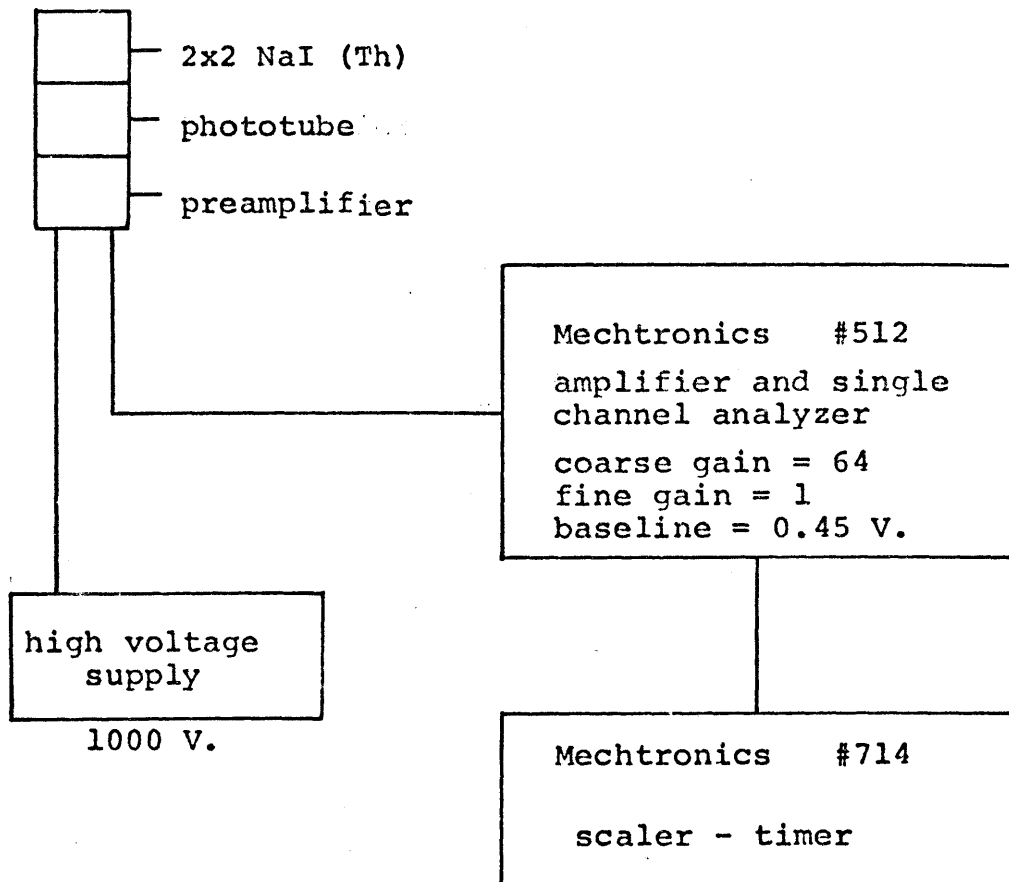 2x2 NaI (Th)
phototube
preamplifier
Mechtronics #512
amplifier and single
channel analyzer
coarse gain = 64
fine gain = 1
baseline = 0.45 V.
high voltage
supply
1000 V.
Mechtronics #714
scaler - timer